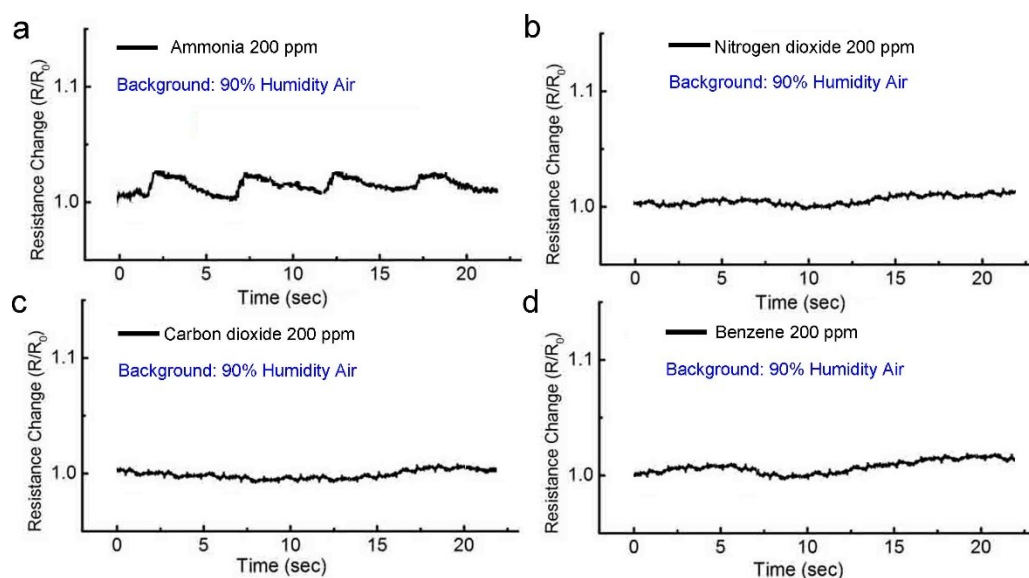 a
Ammonia 200 ppm
Background: 90% Humidity Air
Resistance Change (R/R₀)
1.1
1.0
0 5 10 15 20
Time (sec)
b
Nitrogen dioxide 200 ppm
Background: 90% Humidity Air
Resistance Change (R/R₀)
1.1
1.0
0 5 10 15 20
Time (sec)
c
Carbon dioxide 200 ppm
Background: 90% Humidity Air
Resistance Change (R/R₀)
1.1
1.0
0 5 10 15 20
Time (sec)
d
Benzene 200 ppm
Background: 90% Humidity Air
Resistance Change (R/R₀)
1.1
1.0
0 5 10 15 20
Time (sec)